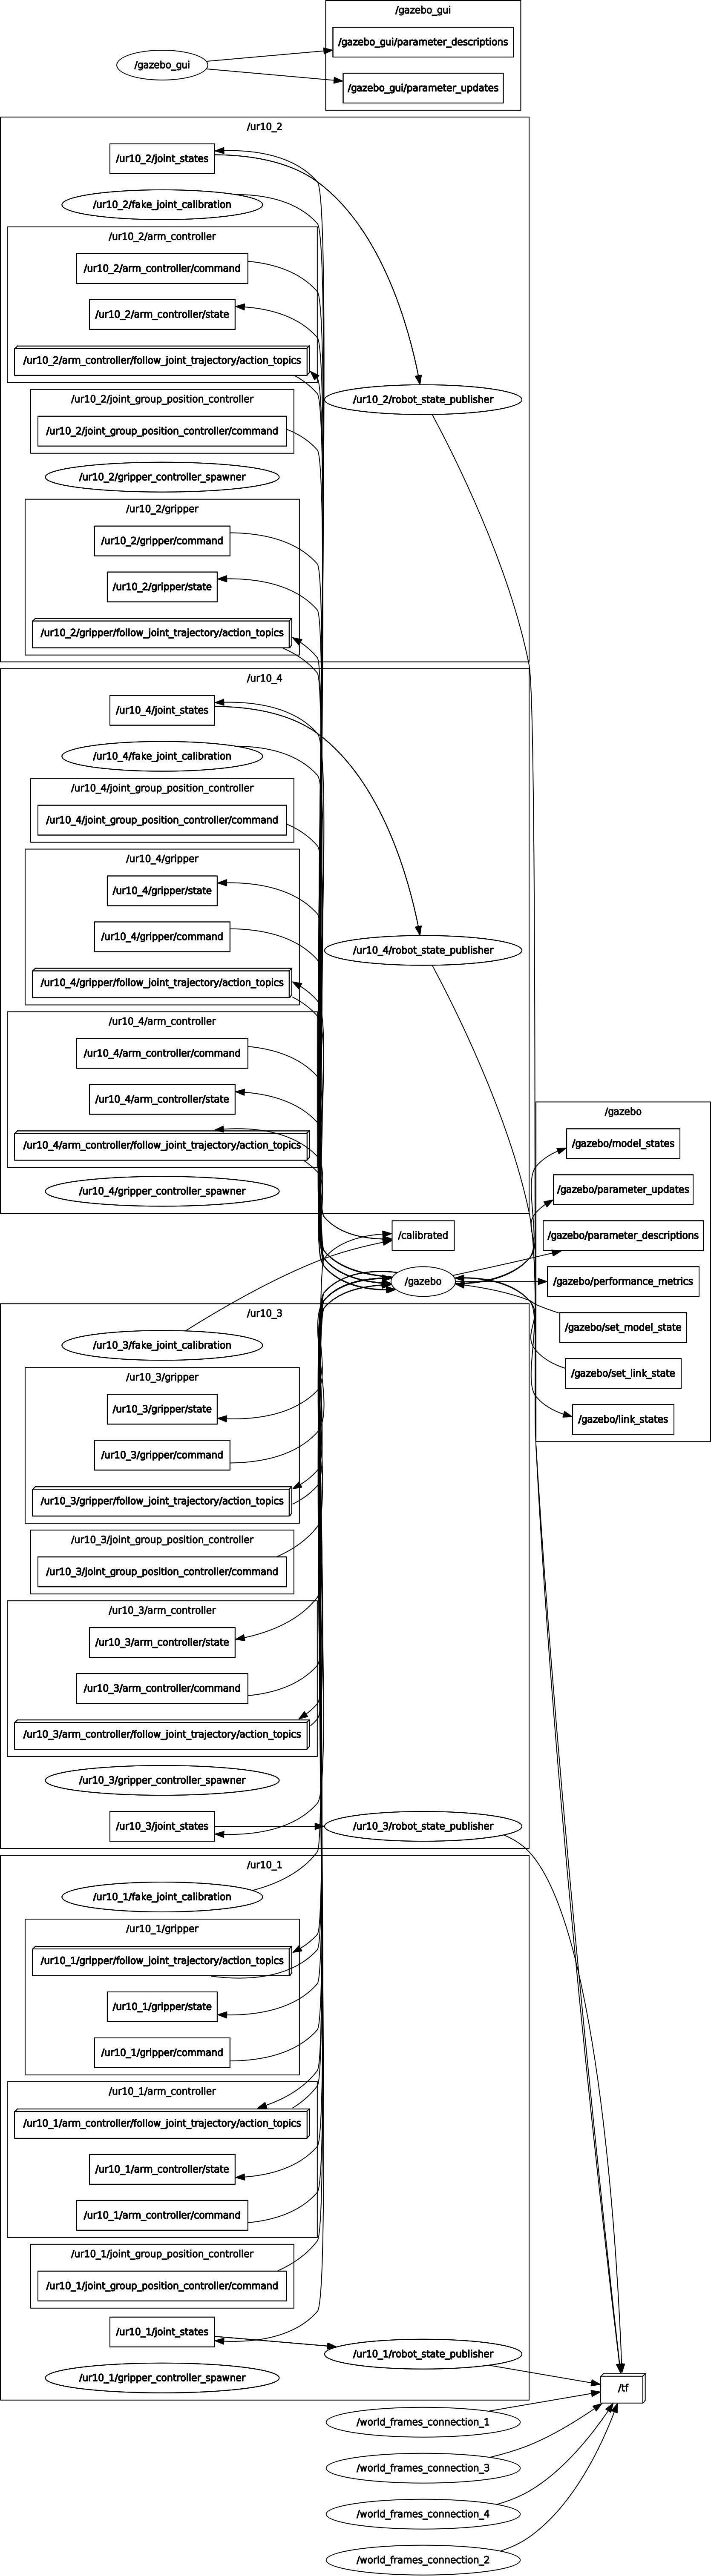 /gazebo_gui
/gazebo_gui/parameter_descriptions
/gazebo_gui
/gazebo_gui/parameter_updates
/ur10_2
/ur10_2/joint_states
/ur10_2/fake_joint_calibration
/ur10_2/arm_controller
/ur10_2/arm_controller/command
/ur10_2/arm_controller/state
/ur10_2/arm_controller/follow_joint_trajectory/action_topics
/ur10_2/joint_group_position_controller
/ur10_2/robot_state_publisher
/ur10_2/joint_group_position_controller/command
/ur10_2/gripper_controller_spawner
/ur10_2/gripper
/ur10_2/gripper/command
/ur10_2/gripper/state
/ur10_2/gripper/follow_joint_trajectory/action_topics
/ur10_4
/ur10_4/joint_states
/ur10_4/fake_joint_calibration
/ur10_4/joint_group_position_controller
/ur10_4/joint_group_position_controller/command
/ur10_4/gripper
/ur10_4/gripper/state
/ur10_4/gripper/command
/ur10_4/robot_state_publisher
/ur10_4/gripper/follow_joint_trajectory/action_topics
/ur10_4/arm_controller
/ur10_4/arm_controller/command
/ur10_4/arm_controller/state
/ur10_4/arm_controller/follow_joint_trajectory/action_topics
/ur10_4/gripper_controller_spawner
/gazebo
/gazebo/model_states
/gazebo/parameter_updates
/calibrated
/gazebo/parameter_descriptions
/gazebo
/gazebo/performance_metrics
/gazebo/set_model_state
/gazebo/set_link_state
/gazebo/link_states
/ur10_3
/ur10_3/fake_joint_calibration
/ur10_3/gripper
/ur10_3/gripper/state
/ur10_3/gripper/command
/ur10_3/gripper/follow_joint_trajectory/action_topics
/ur10_3/joint_group_position_controller
/ur10_3/joint_group_position_controller/command
/ur10_3/arm_controller
/ur10_3/arm_controller/state
/ur10_3/arm_controller/command
/ur10_3/arm_controller/follow_joint_trajectory/action_topics
/ur10_3/gripper_controller_spawner
/ur10_3/joint_states
/ur10_3/robot_state_publisher
/ur10_1
/ur10_1/fake_joint_calibration
/ur10_1/gripper
/ur10_1/gripper/follow_joint_trajectory/action_topics
/ur10_1/gripper/state
/ur10_1/gripper/command
/ur10_1/arm_controller
/ur10_1/arm_controller/follow_joint_trajectory/action_topics
/ur10_1/arm_controller/state
/ur10_1/arm_controller/command
/ur10_1/joint_group_position_controller
/ur10_1/joint_group_position_controller/command
/ur10_1/joint_states
/ur10_1/robot_state_publisher
/ur10_1/gripper_controller_spawner
/tf
/world_frames_connection_1
/world_frames_connection_3
/world_frames_connection_4
/world_frames_connection_2